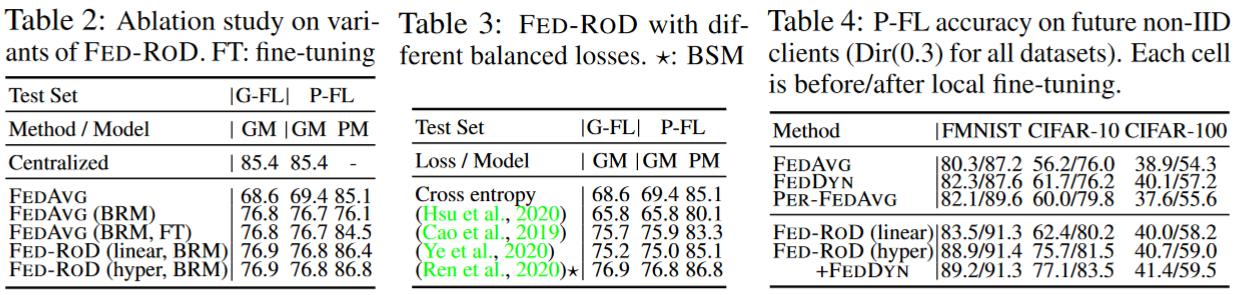 Table 2: Ablation study on vari-
ants of FED-ROD. FT: fine-tuning
Test Set |G-FL| P-FL
Method / Model | GM |GM PM
Centralized | 85.4 85.4 -
FEDAVG | 68.6 69.4 85.1
FEDAVG (BRM) | 76.8 76.7 76.1
FEDAVG (BRM, FT) | 76.8 76.7 84.5
FED-ROD (linear, BRM) | 76.9 76.8 86.4
FED-ROD (hyper, BRM) | 76.9 76.8 86.8
Table 3: FED-ROD with dif-
ferent balanced losses. ⋆: BSM
Test Set |G-FL| P-FL
Loss / Model | GM |GM PM
Cross entropy | 68.6 69.4 85.1
(Hsu et al., 2020) | 65.8 65.8 80.1
(Cao et al., 2019) | 75.7 75.9 83.3
(Ye et al., 2020) | 75.2 75.0 85.1
(Ren et al., 2020)⋆| 76.9 76.8 86.8
Table 4: P-FL accuracy on future non-IID
clients (Dir(0.3) for all datasets). Each cell
is before/after local fine-tuning.
Method |FMNIST CIFAR-10 CIFAR-100
FEDAVG |80.3/87.2 56.2/76.0 38.9/54.3
FEDDYN |82.3/87.6 61.7/76.2 40.1/57.2
PER-FEDAVG |82.1/89.6 60.0/79.8 37.6/55.6
FED-ROD (linear)|83.5/91.3 62.4/80.2 40.0/58.2
FED-ROD (hyper)|88.9/91.4 75.7/81.5 40.7/59.0
+FEDDYN |89.2/91.3 77.1/83.5 41.4/59.5